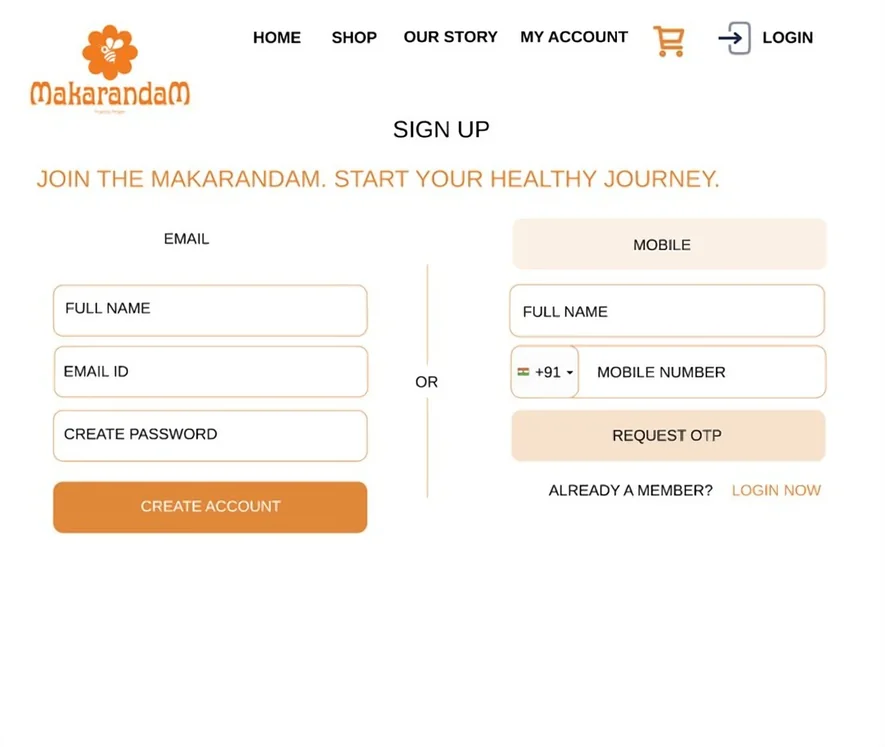 HOME SHOP OUR STORY MY ACCOUNT LOGIN
MakarandaM
SIGN UP
JOIN THE MAKARANDAM. START YOUR HEALTHY JOURNEY.
EMAIL
FULL NAME
EMAIL ID
CREATE PASSWORD
CREATE ACCOUNT
OR
MOBILE
FULL NAME
+91 MOBILE NUMBER
REQUEST OTP
ALREADY A MEMBER? LOGIN NOW